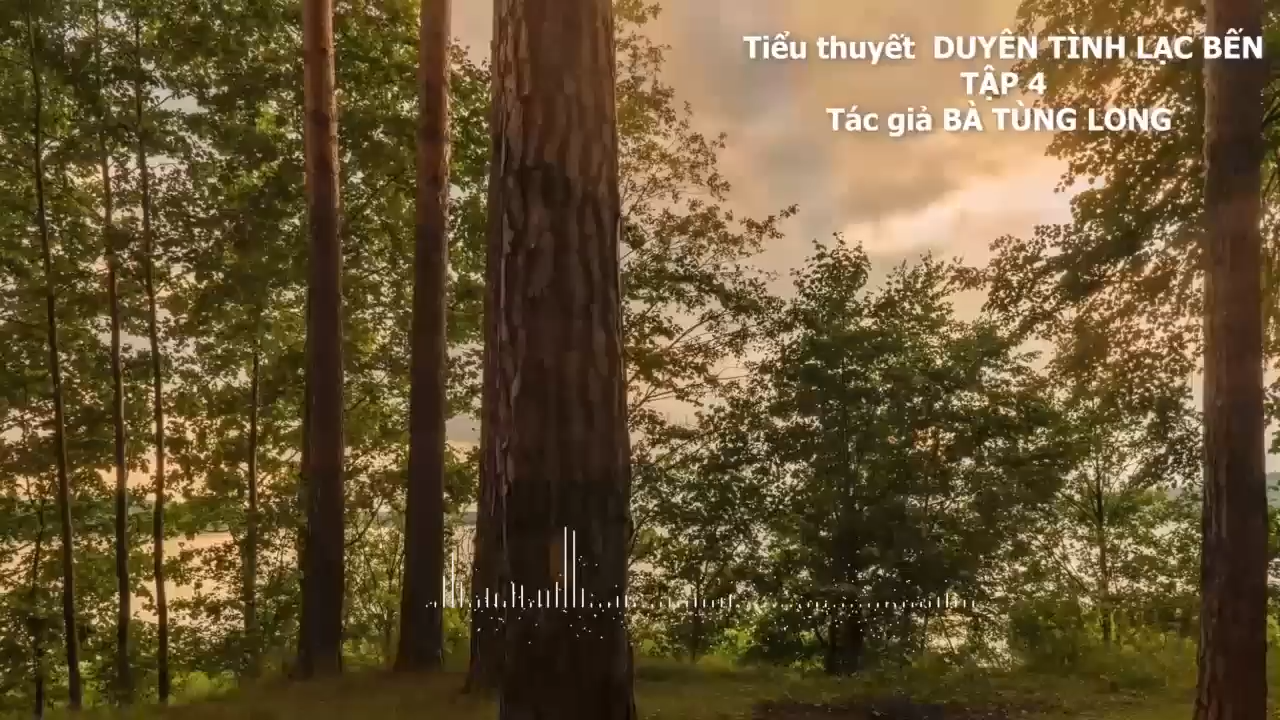 Tiểu thuyết  DUYÊN TÌNH LẠC BẾN
TẬP 4
Tác giả BÀ TÙNG LONG